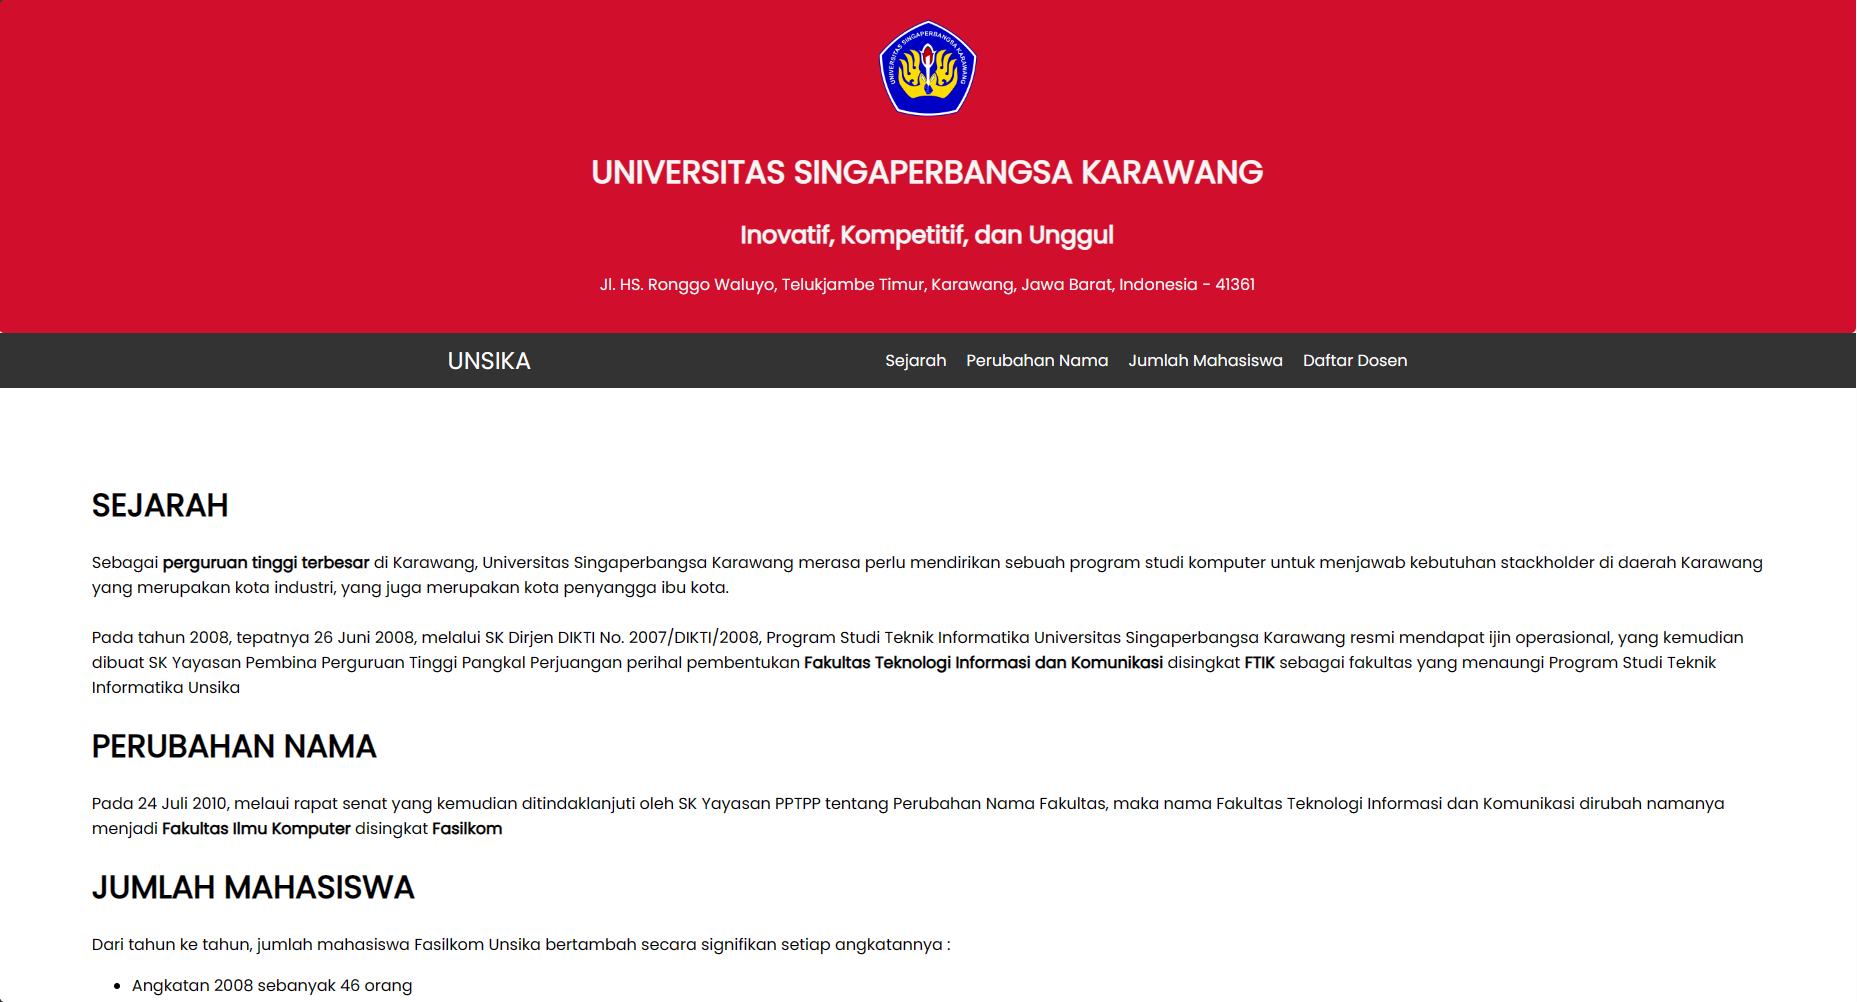 UNIVERSITAS SINGAPERBANGSA KARAWANG
UNIVERSITAS SINGAPERBANGSA KARAWANG
Inovatif, Kompetitif, dan Unggul
Jl. HS. Ronggo Waluyo, Telukjambe Timur, Karawang, Jawa Barat, Indonesia - 41361
UNSIKA Sejarah Perubahan Nama Jumlah Mahasiswa Daftar Dosen
SEJARAH
Sebagai perguruan tinggi terbesar di Karawang, Universitas Singaperbangsa Karawang merasa perlu mendirikan sebuah program studi komputer untuk menjawab kebutuhan stackholder di daerah Karawang
yang merupakan kota industri, yang juga merupakan kota penyangga ibu kota.
Pada tahun 2008, tepatnya 26 Juni 2008, melalui SK Dirjen DIKTI No. 2007/DIKTI/2008, Program Studi Teknik Informatika Universitas Singaperbangsa Karawang resmi mendapat ijin operasional, yang kemudian
dibuat SK Yayasan Pembina Perguruan Tinggi Pangkal Perjuangan perihal pembentukan Fakultas Teknologi Informasi dan Komunikasi disingkat FTIK sebagai fakultas yang menaungi Program Studi Teknik
Informatika Unsika
PERUBAHAN NAMA
Pada 24 Juli 2010, melaui rapat senat yang kemudian ditindaklanjuti oleh SK Yayasan PPTPP tentang Perubahan Nama Fakultas, maka nama Fakultas Teknologi Informasi dan Komunikasi dirubah namanya
menjadi Fakultas Ilmu Komputer disingkat Fasilkom
JUMLAH MAHASISWA
Dari tahun ke tahun, jumlah mahasiswa Fasilkom Unsika bertambah secara signifikan setiap angkatannya :
• Angkatan 2008 sebanyak 46 orang